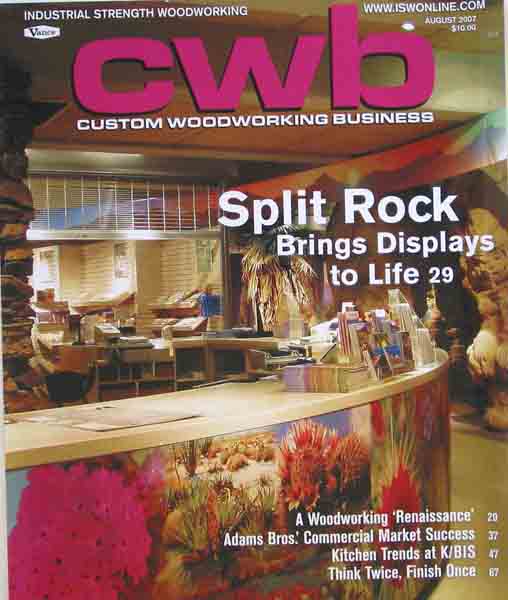 INDUSTRIAL STRENGTH WOODWORKING
WWW.ISWONLINE.COM
Vance
AUGUST 2007
$10.00
cwb
CUSTOM WOODWORKING BUSINESS
Split Rock
Brings Displays
to Life 29
A Woodworking 'Renaissance' 29
Adams Bros.' Commercial Market Success 37
Kitchen Trends at K/BIS 47
Think Twice, Finish Once 67